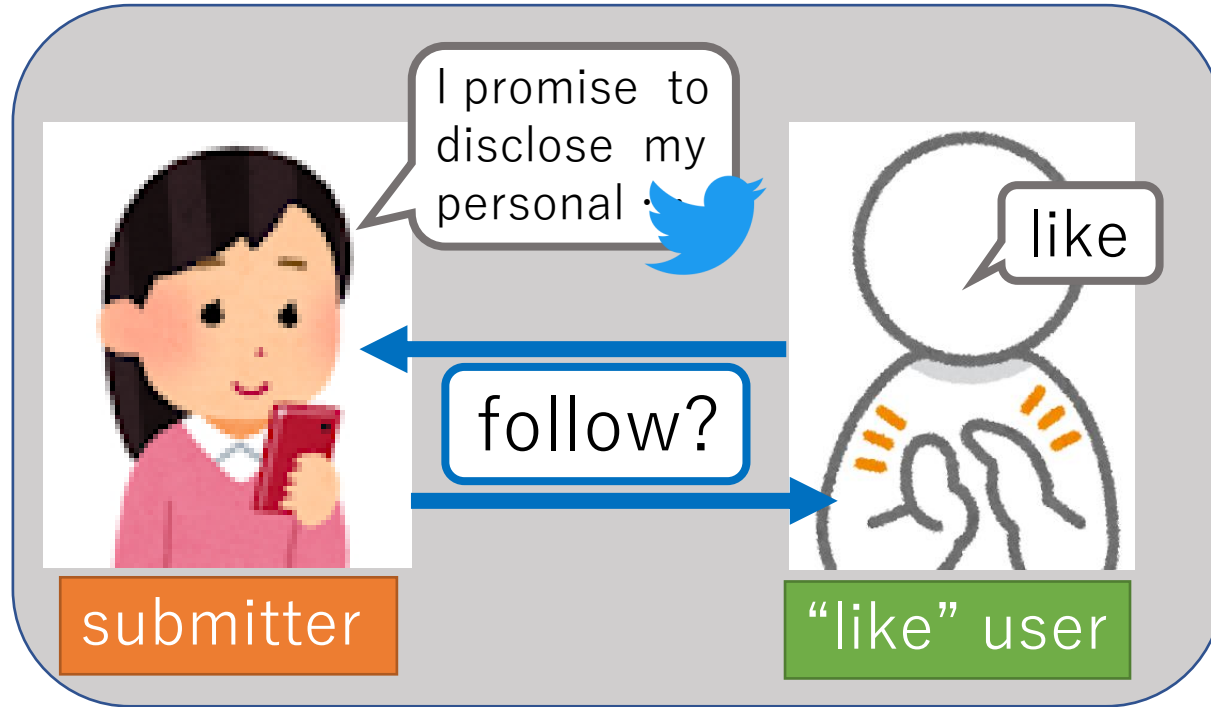 I promise to
disclose my
personal
like
follow?
submitter
“like” user